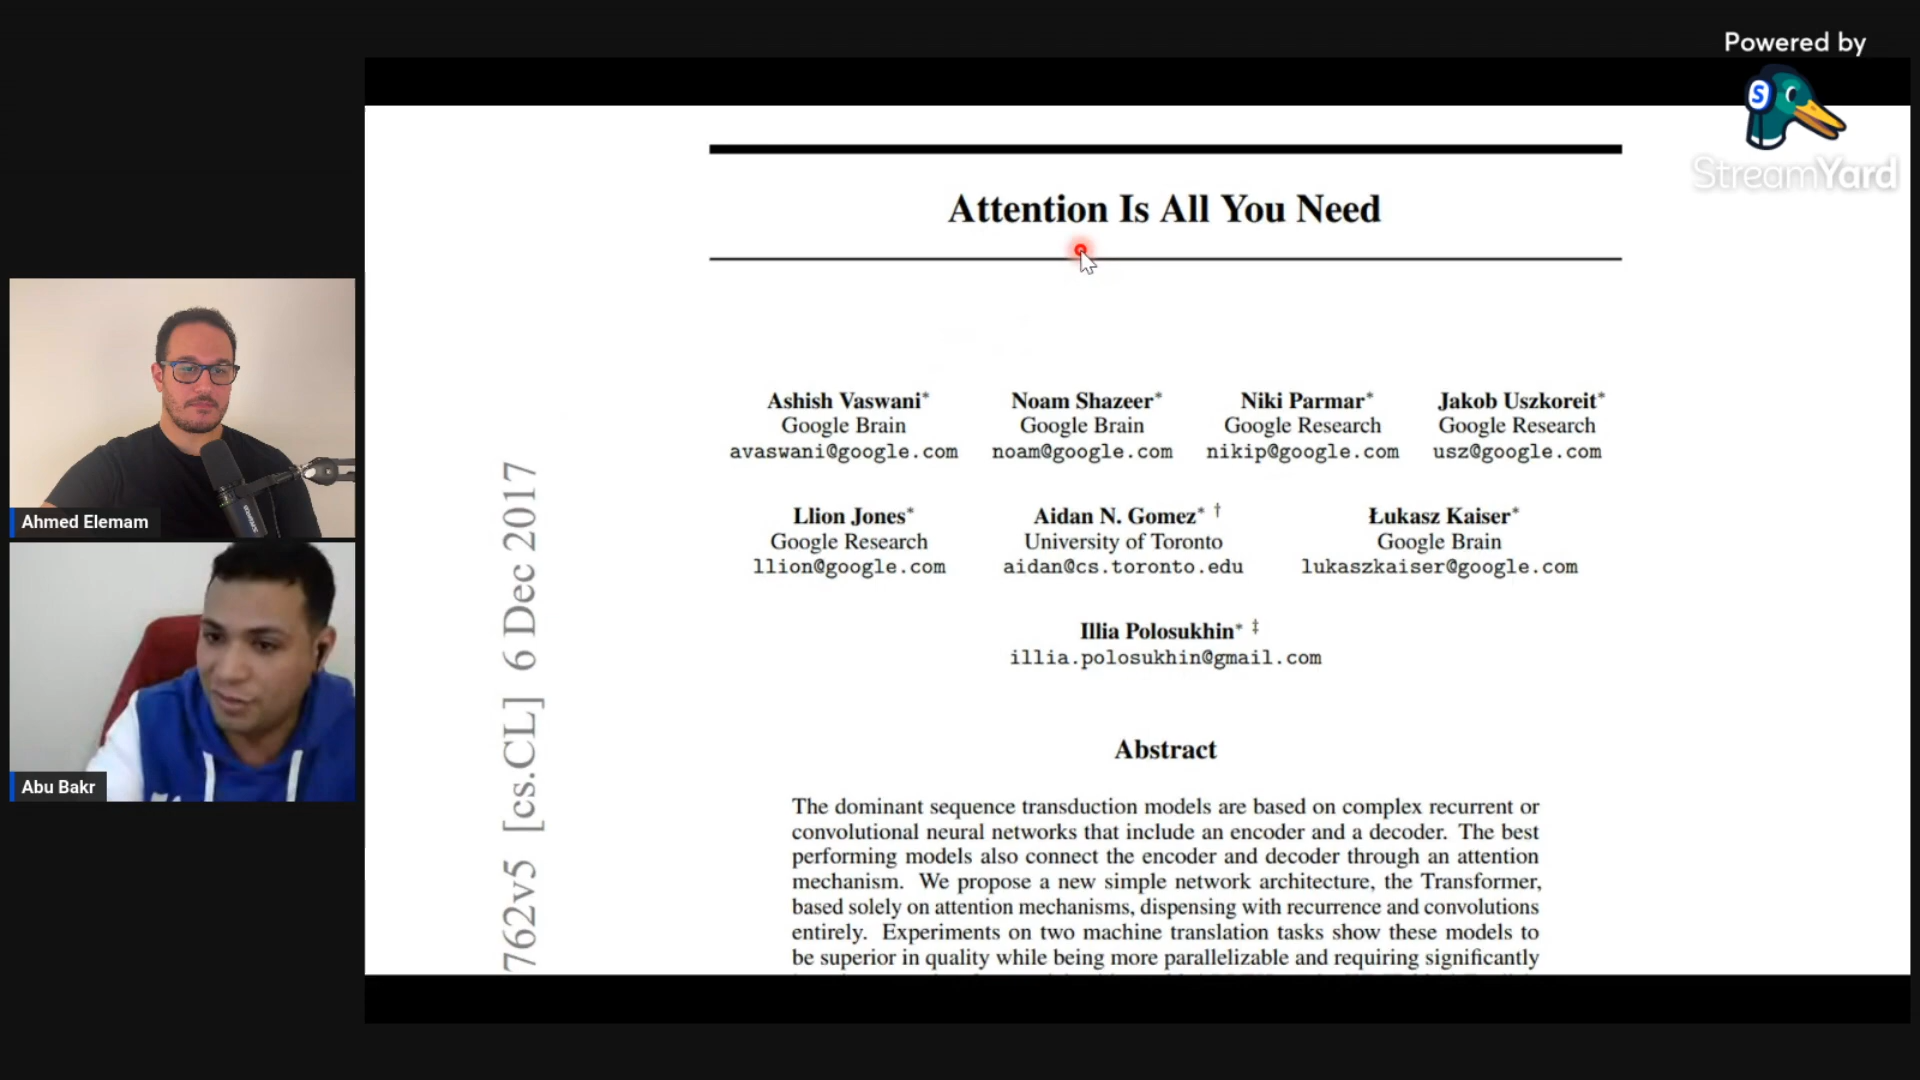 Powered by
StreamYard
Attention Is All You Need
Ashish Vaswani*
Google Brain
avaswani@google.com
Noam Shazeer*
Google Brain
noam@google.com
Niki Parmar*
Google Research
nikip@google.com
Jakob Uszkoreit*
Google Research
usz@google.com
Llion Jones*
Google Research
llion@google.com
Aidan N. Gomez* †
University of Toronto
aidan@cs.toronto.edu
Łukasz Kaiser*
Google Brain
lukaszkaiser@google.com
Illia Polosukhin* ‡
illia.polosukhin@gmail.com
Abstract
The dominant sequence transduction models are based on complex recurrent or
convolutional neural networks that include an encoder and a decoder. The best
performing models also connect the encoder and decoder through an attention
mechanism. We propose a new simple network architecture, the Transformer,
based solely on attention mechanisms, dispensing with recurrence and convolutions
entirely. Experiments on two machine translation tasks show these models to
be superior in quality while being more parallelizable and requiring significantly
762v5 [cs.CL] 6 Dec 2017
Ahmed Elemam
Abu Bakr